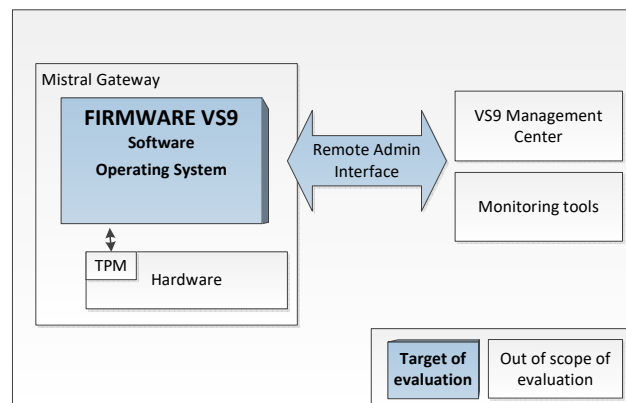 Mistral Gateway
FIRMWARE VS9
Software
Operating System
TPM
Hardware
Remote Admin
Interface
VS9 Management
Center
Monitoring tools
Target of
evaluation
Out of scope of
evaluation